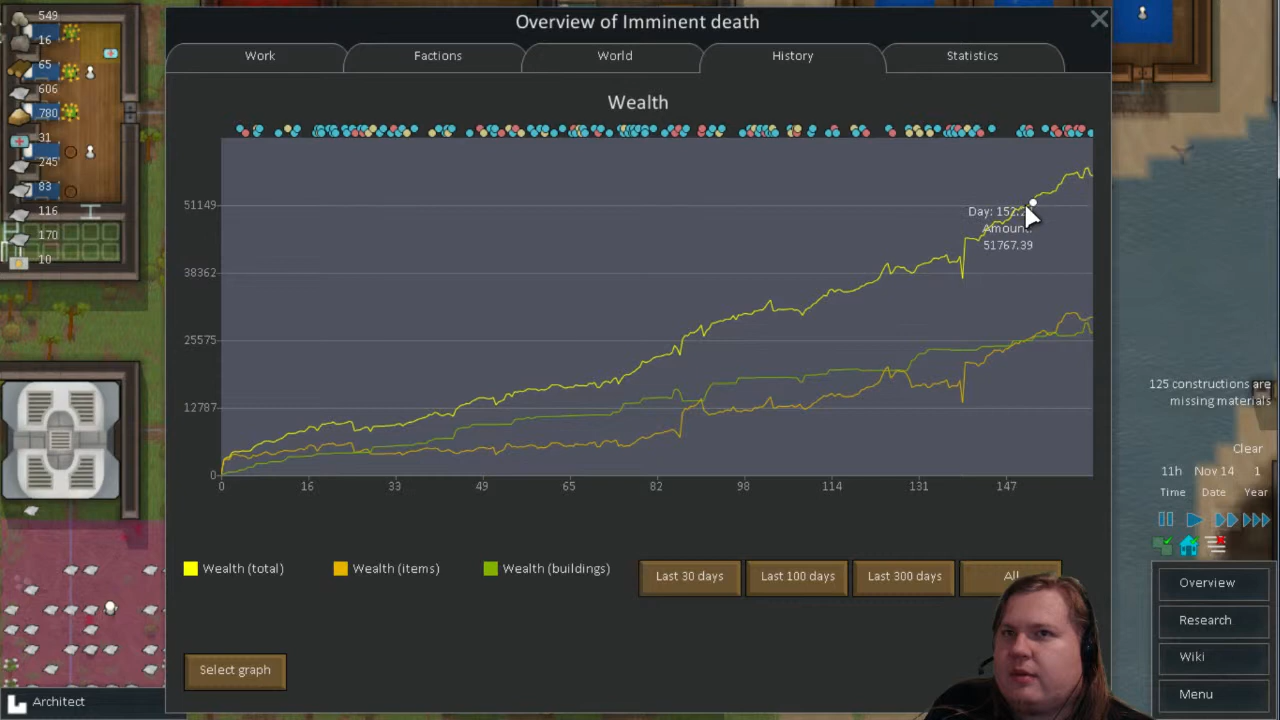 549
16
65
606
780
31
245
83
116
170
10
Overview of Imminent death
Work
Factions
World
History
Statistics
Wealth
51149
38362
25575
12787
0
0
16
33
49
65
82
98
114
131
147
Amount:
51767.39
Wealth (total)
Wealth (items)
Wealth (buildings)
Last 30 days
Last 100 days
Last 300 days
All
Select graph
125 constructions are
missing materials
Clear
11h Nov 14 1
Time Date Year
Overview
Research
Wiki
Menu
Architect